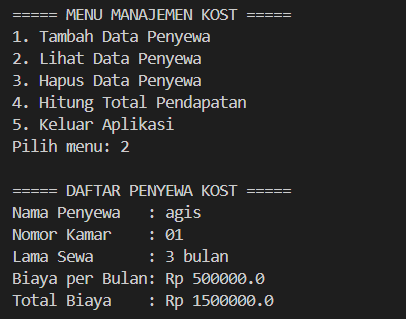 ===== MENU MANAJEMEN KOST =====
1. Tambah Data Penyewa
2. Lihat Data Penyewa
3. Hapus Data Penyewa
4. Hitung Total Pendapatan
5. Keluar Aplikasi
Pilih menu: 2

===== DAFTAR PENYEWA KOST =====
Nama Penyewa   : agis
Nomor Kamar    : 01
Lama Sewa      : 3 bulan
Biaya per Bulan: Rp 500000.0
Total Biaya    : Rp 1500000.0